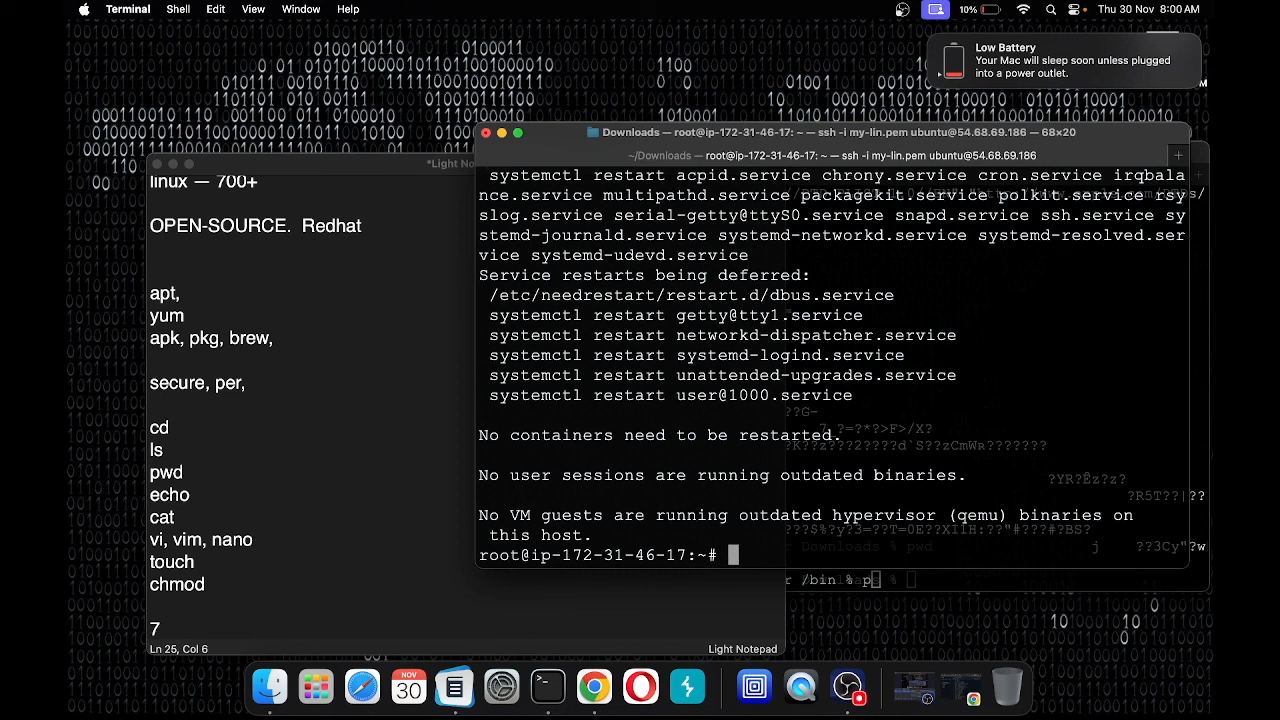 Terminal Shell Edit View Window Help 10% Thu 30 Nov 8:00 AM
Low Battery
Your Mac will sleep soon unless plugged
into a power outlet.
Downloads — root@ip-172-31-46-17: ~ — ssh -i my-lin.pem ubuntu@54.68.69.186 — 68×20
~/Downloads — root@ip-172-31-46-17: ~ — ssh -i my-lin.pem ubuntu@54.68.69.186
systemctl restart acpid.service chrony.service cron.service irqbala
nce.service multipathd.service packagekit.service polkit.service rsy
slog.service serial-getty@ttyS0.service snapd.service ssh.service sy
stemd-journald.service systemd-networkd.service systemd-resolved.ser
vice systemd-udevd.service
Service restarts being deferred:
/etc/needrestart/restart.d/dbus.service
systemctl restart getty@tty1.service
systemctl restart networkd-dispatcher.service
systemctl restart systemd-logind.service
systemctl restart unattended-upgrades.service
systemctl restart user@1000.service
No containers need to be restarted.
No user sessions are running outdated binaries.
No VM guests are running outdated hypervisor (qemu) binaries on
this host.
root@ip-172-31-46-17:~#
r /bin %
*Light No
linux — 700+
OPEN-SOURCE. Redhat
apt,
yum
apk, pkg, brew,
secure, per,
cd
ls
pwd
echo
cat
vi, vim, nano
touch
chmod
7
Ln 25, Col 6
Light Notepad
NOV
30